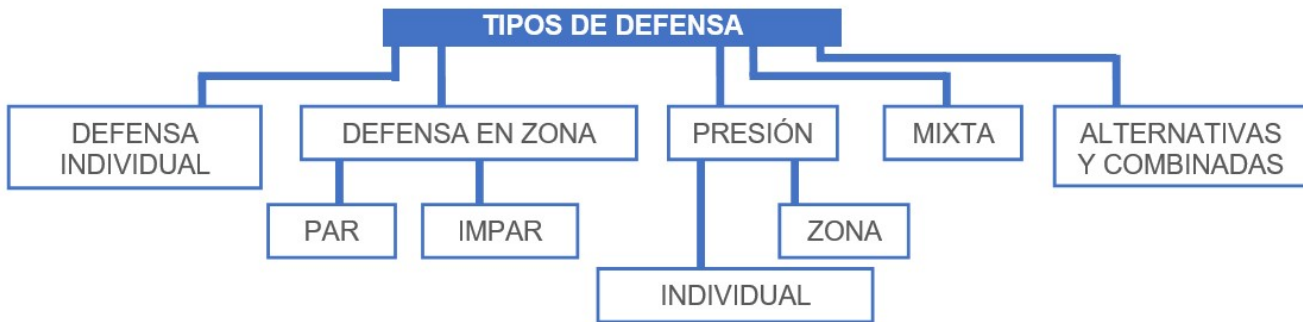 TIPOS DE DEFENSA
DEFENSA
INDIVIDUAL
DEFENSA EN ZONA
PRESIÓN
MIXTA
ALTERNATIVAS
Y COMBINADAS
PAR
IMPAR
ZONA
INDIVIDUAL